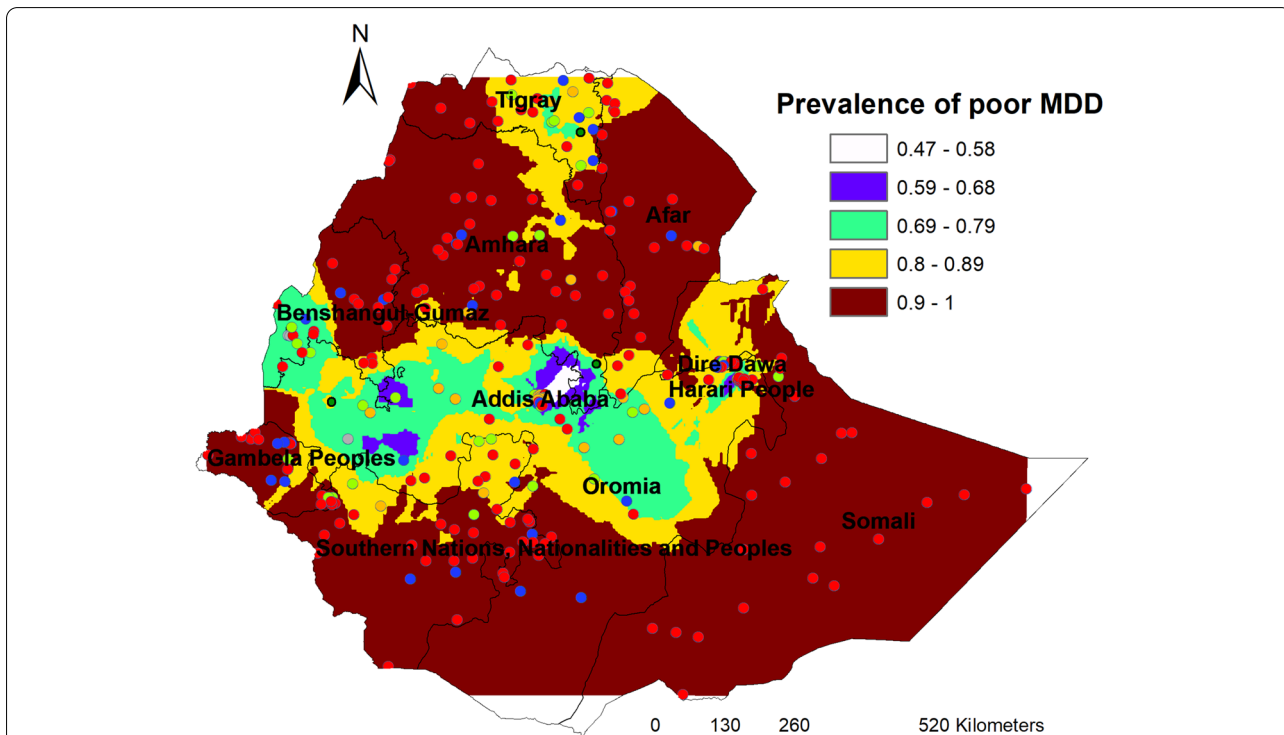 N
Tigray
Prevalence of poor MDD
0.47 - 0.58
0.59 - 0.68
0.69 - 0.79
0.8 - 0.89
0.9 - 1
Afar
Amhara
Benshangul-Gumaz
Dire Dawa
Harari People
Addis Ababa
Gambela Peoples
Oromia
Somali
Southern Nations, Nationalities and Peoples
0 130 260 520 Kilometers